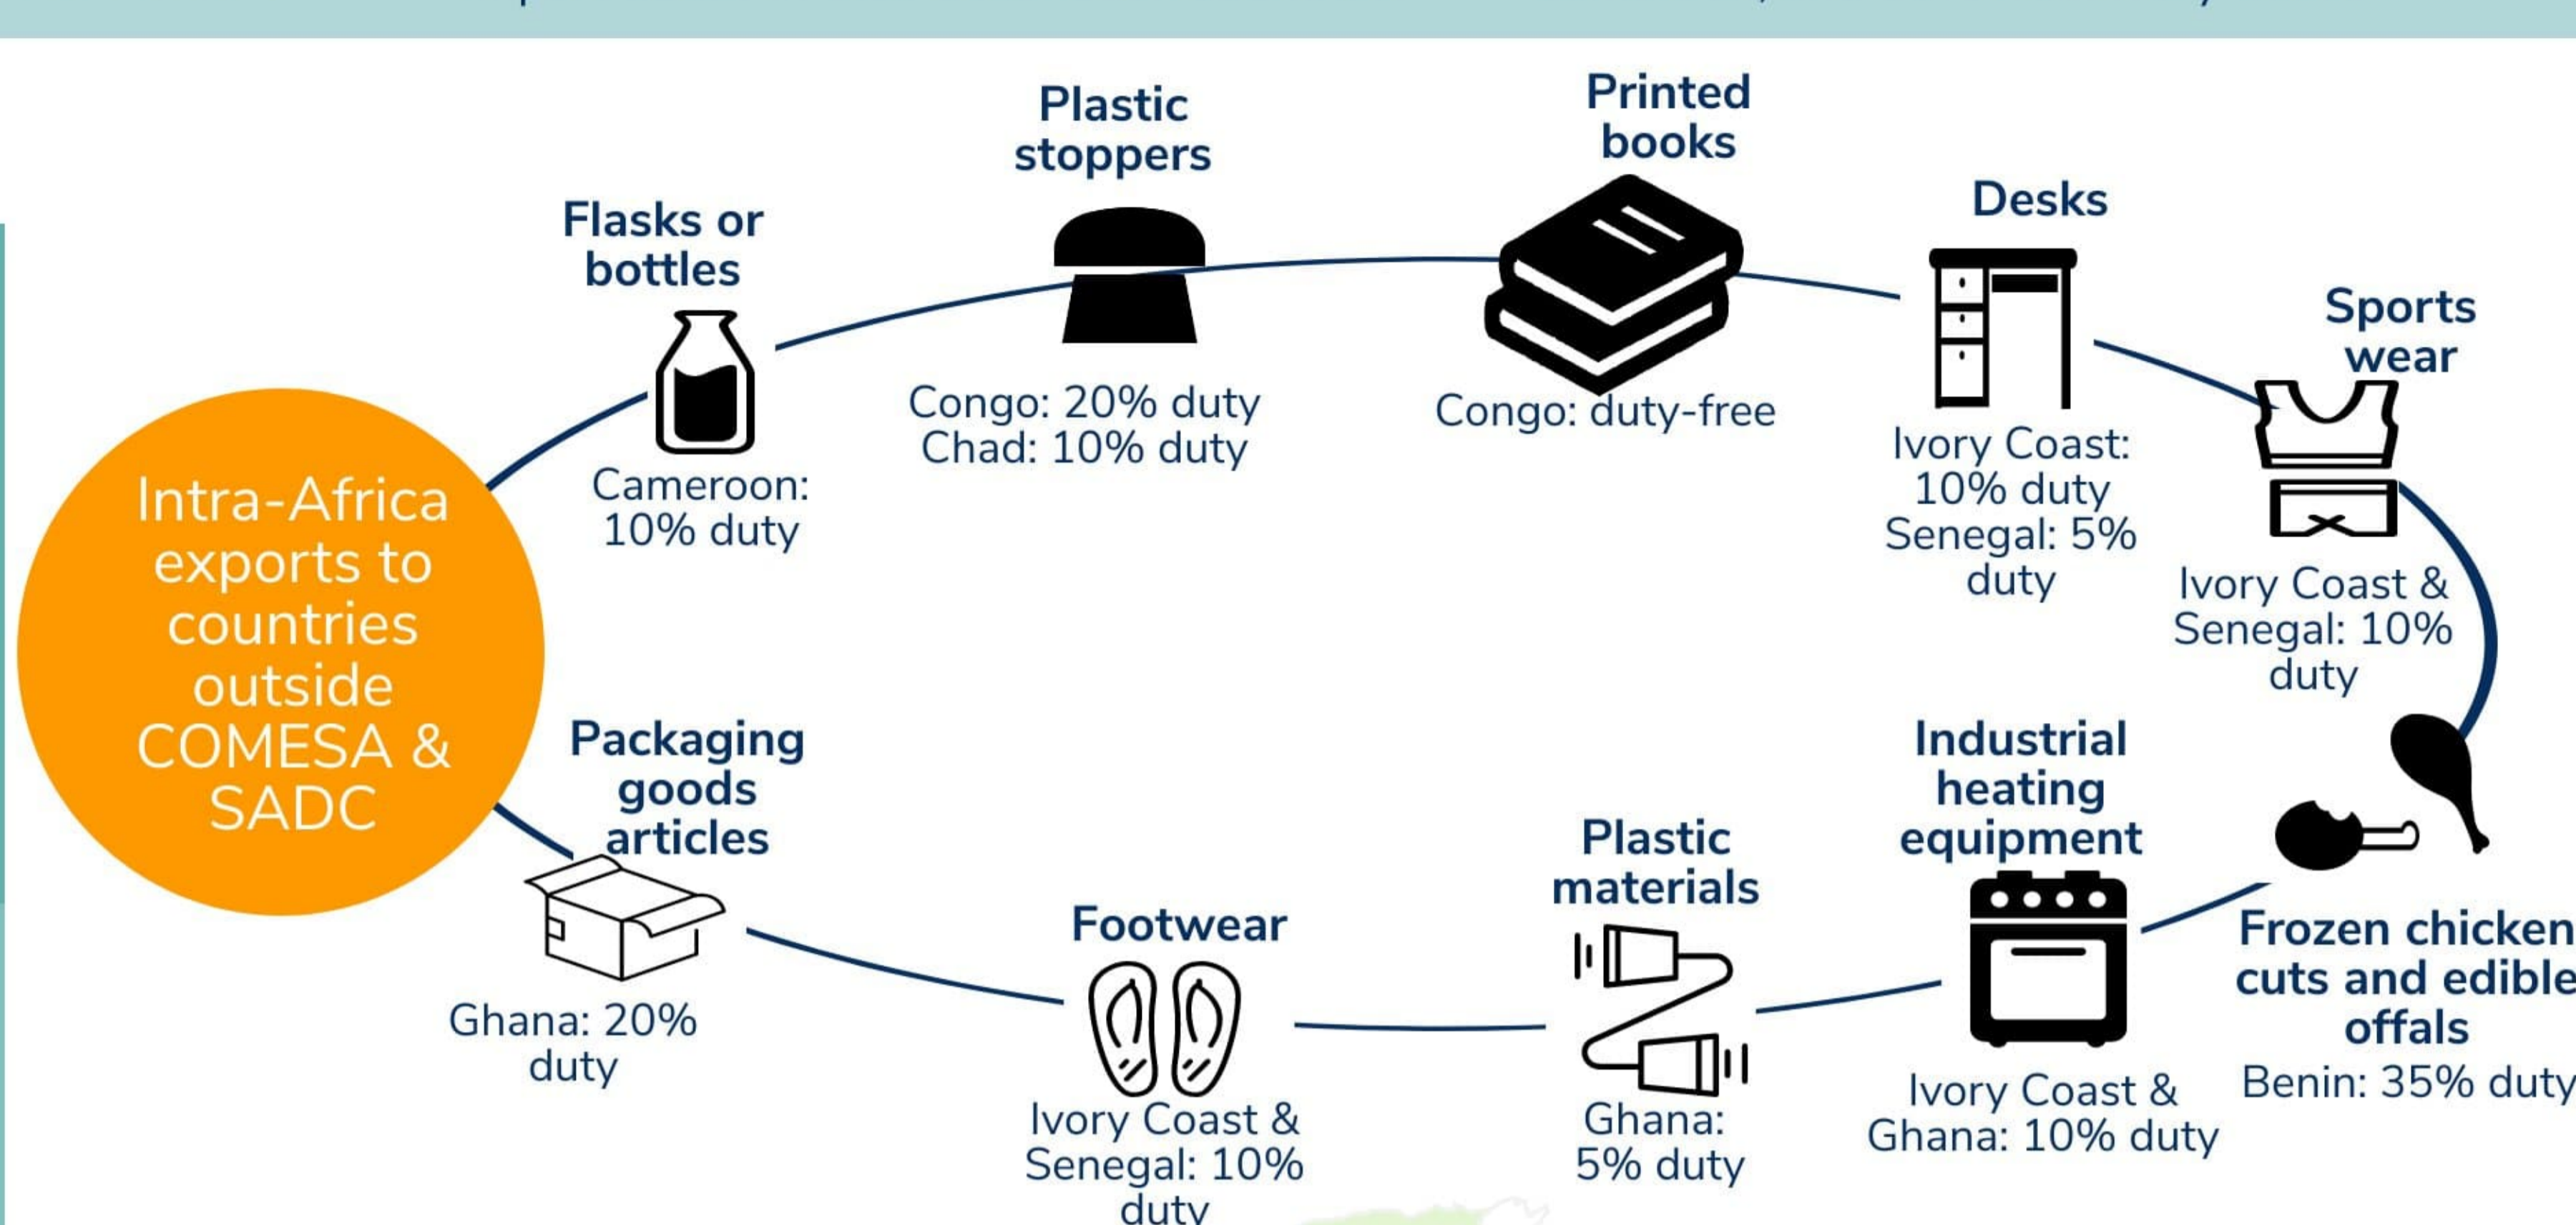 Intra-Africa
exports to
countries
outside
COMESA &
SADC
Flasks or
bottles
Cameroon:
10% duty
Plastic
stoppers
Congo: 20% duty
Chad: 10% duty
Printed
books
Congo: duty-free
Desks
Ivory Coast:
10% duty
Senegal: 5%
duty
Sports
wear
Ivory Coast &
Senegal: 10%
duty
Frozen chicken
cuts and edible
offals
Benin: 35% duty
Industrial
heating
equipment
Ivory Coast &
Ghana: 10% duty
Plastic
materials
Ghana:
5% duty
Footwear
Ivory Coast &
Senegal: 10%
duty
Packaging
goods
articles
Ghana: 20%
duty